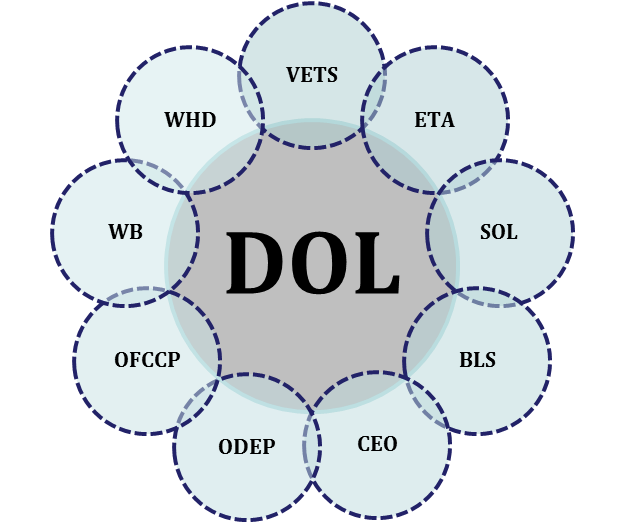 VETS
WHD
ETA
WB
SOL
DOL
OFCCP
BLS
ODEP
CEO